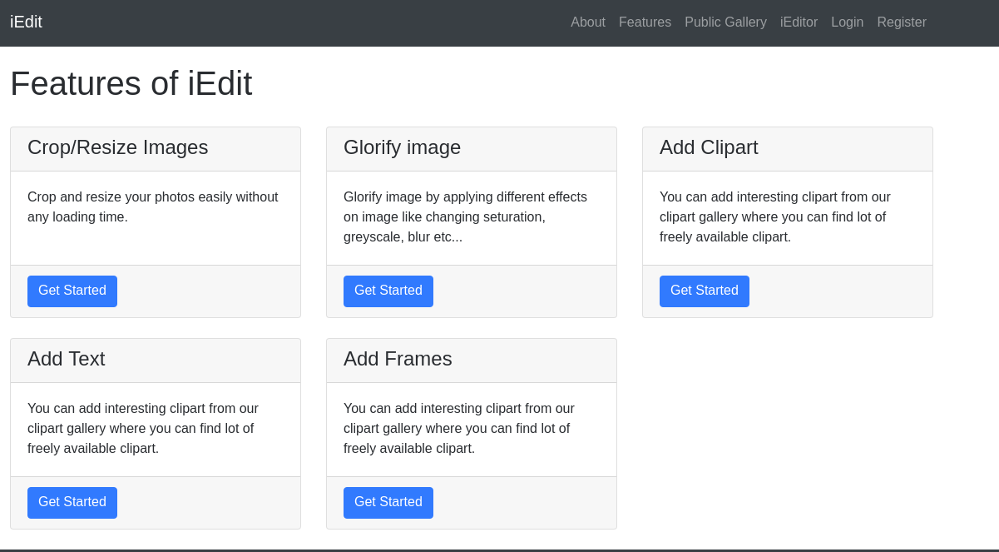 iEdit
About Features Public Gallery iEditor Login Register
Features of iEdit
Crop/Resize Images
Crop and resize your photos easily without
any loading time.
Get Started
Glorify image
Glorify image by applying different effects
on image like changing seturation,
greyscale, blur etc...
Get Started
Add Clipart
You can add interesting clipart from our
clipart gallery where you can find lot of
freely available clipart.
Get Started
Add Text
You can add interesting clipart from our
clipart gallery where you can find lot of
freely available clipart.
Get Started
Add Frames
You can add interesting clipart from our
clipart gallery where you can find lot of
freely available clipart.
Get Started